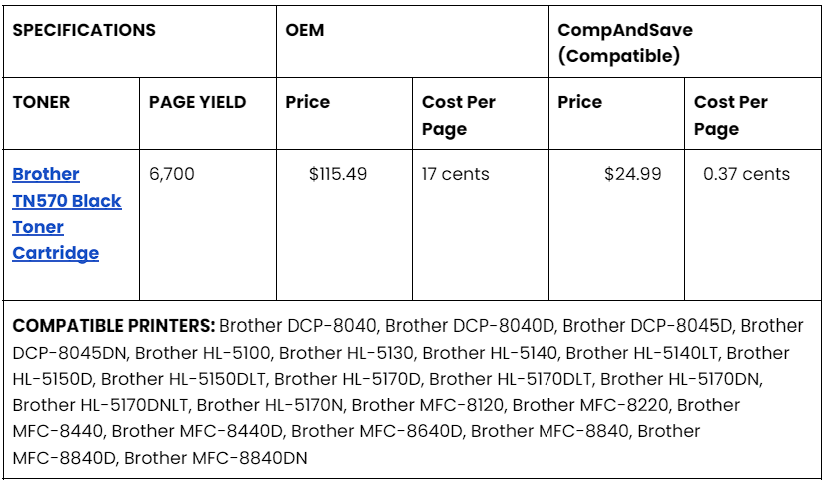 SPECIFICATIONS
OEM
CompAndSave
(Compatible)
TONER
PAGE YIELD
Price
Cost Per
Page
Price
Cost Per
Page
Brother
TN570 Black
Toner
Cartridge
6,700
$115.49
17 cents
$24.99
0.37 cents
COMPATIBLE PRINTERS: Brother DCP-8040, Brother DCP-8040D, Brother DCP-8045D, Brother
DCP-8045DN, Brother HL-5100, Brother HL-5130, Brother HL-5140, Brother HL-5140LT, Brother
HL-5150D, Brother HL-5150DLT, Brother HL-5170D, Brother HL-5170DLT, Brother HL-5170DN,
Brother HL-5170DNLT, Brother HL-5170N, Brother MFC-8120, Brother MFC-8220, Brother
MFC-8440, Brother MFC-8440D, Brother MFC-8640D, Brother MFC-8840, Brother
MFC-8840D, Brother MFC-8840DN